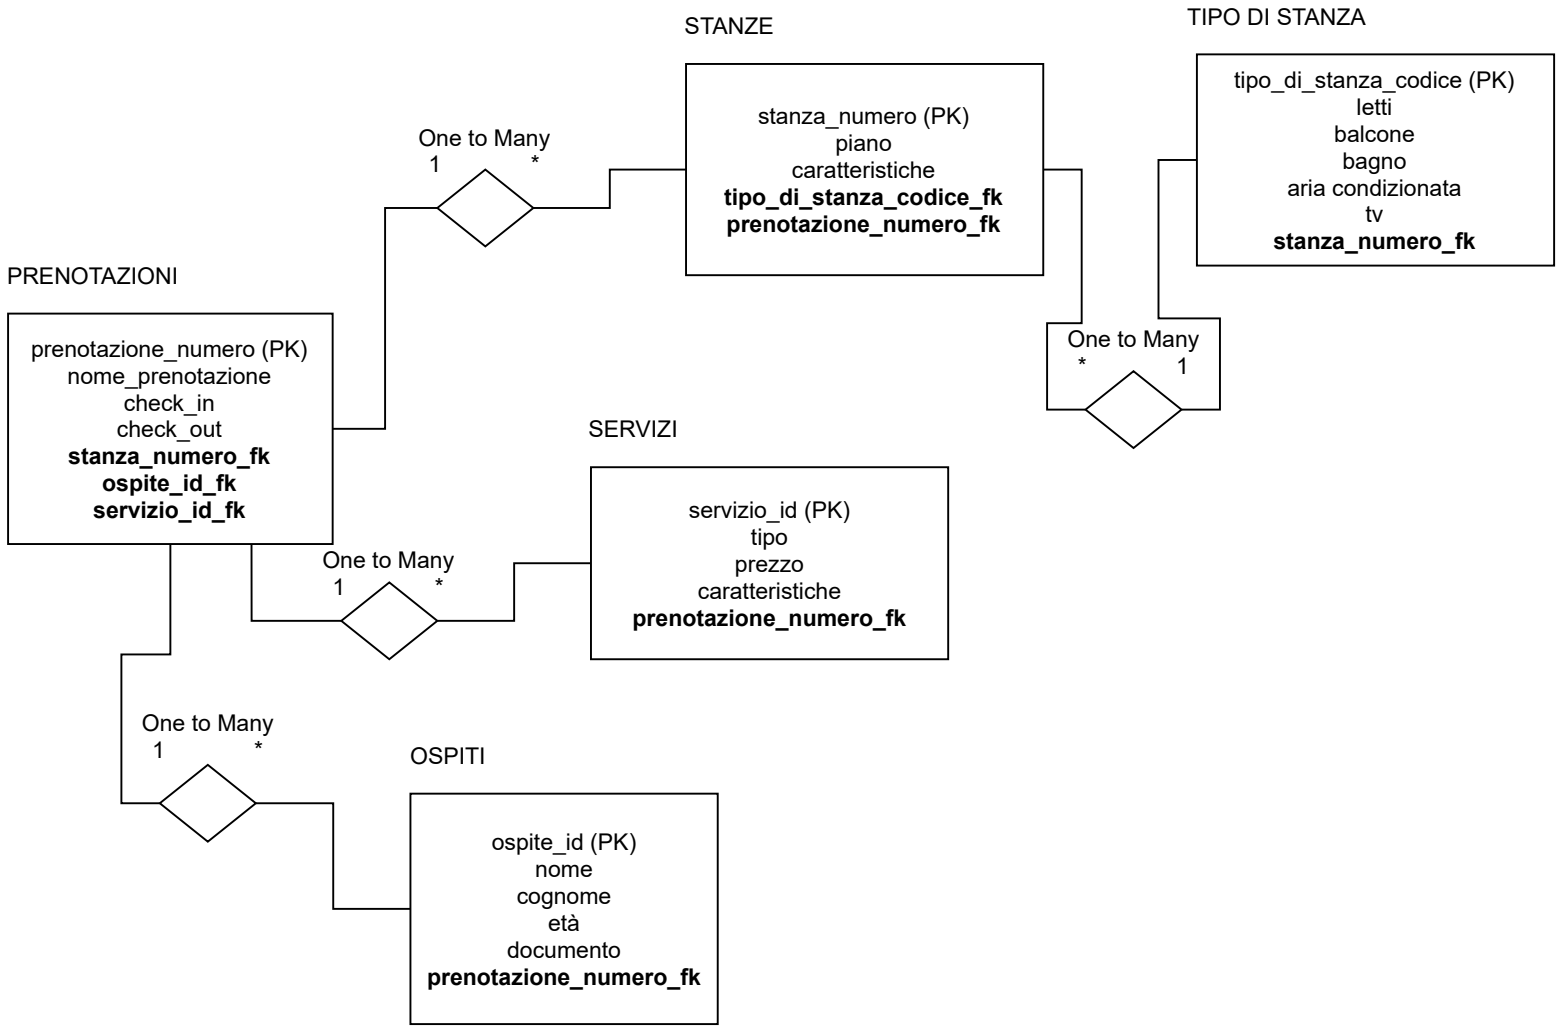 STANZE
TIPO DI STANZA
stanza_numero (PK)
piano
caratteristiche
tipo_di_stanza_codice_fk
prenotazione_numero_fk
tipo_di_stanza_codice (PK)
letti
balcone
bagno
aria condizionata
tv
stanza_numero_fk
One to Many
1 *
PRENOTAZIONI
prenotazione_numero (PK)
nome_prenotazione
check_in
check_out
stanza_numero_fk
ospite_id_fk
servizio_id_fk
One to Many
* 1
SERVIZI
servizio_id (PK)
tipo
prezzo
caratteristiche
prenotazione_numero_fk
One to Many
1 *
One to Many
1 *
OSPITI
ospite_id (PK)
nome
cognome
età
documento
prenotazione_numero_fk